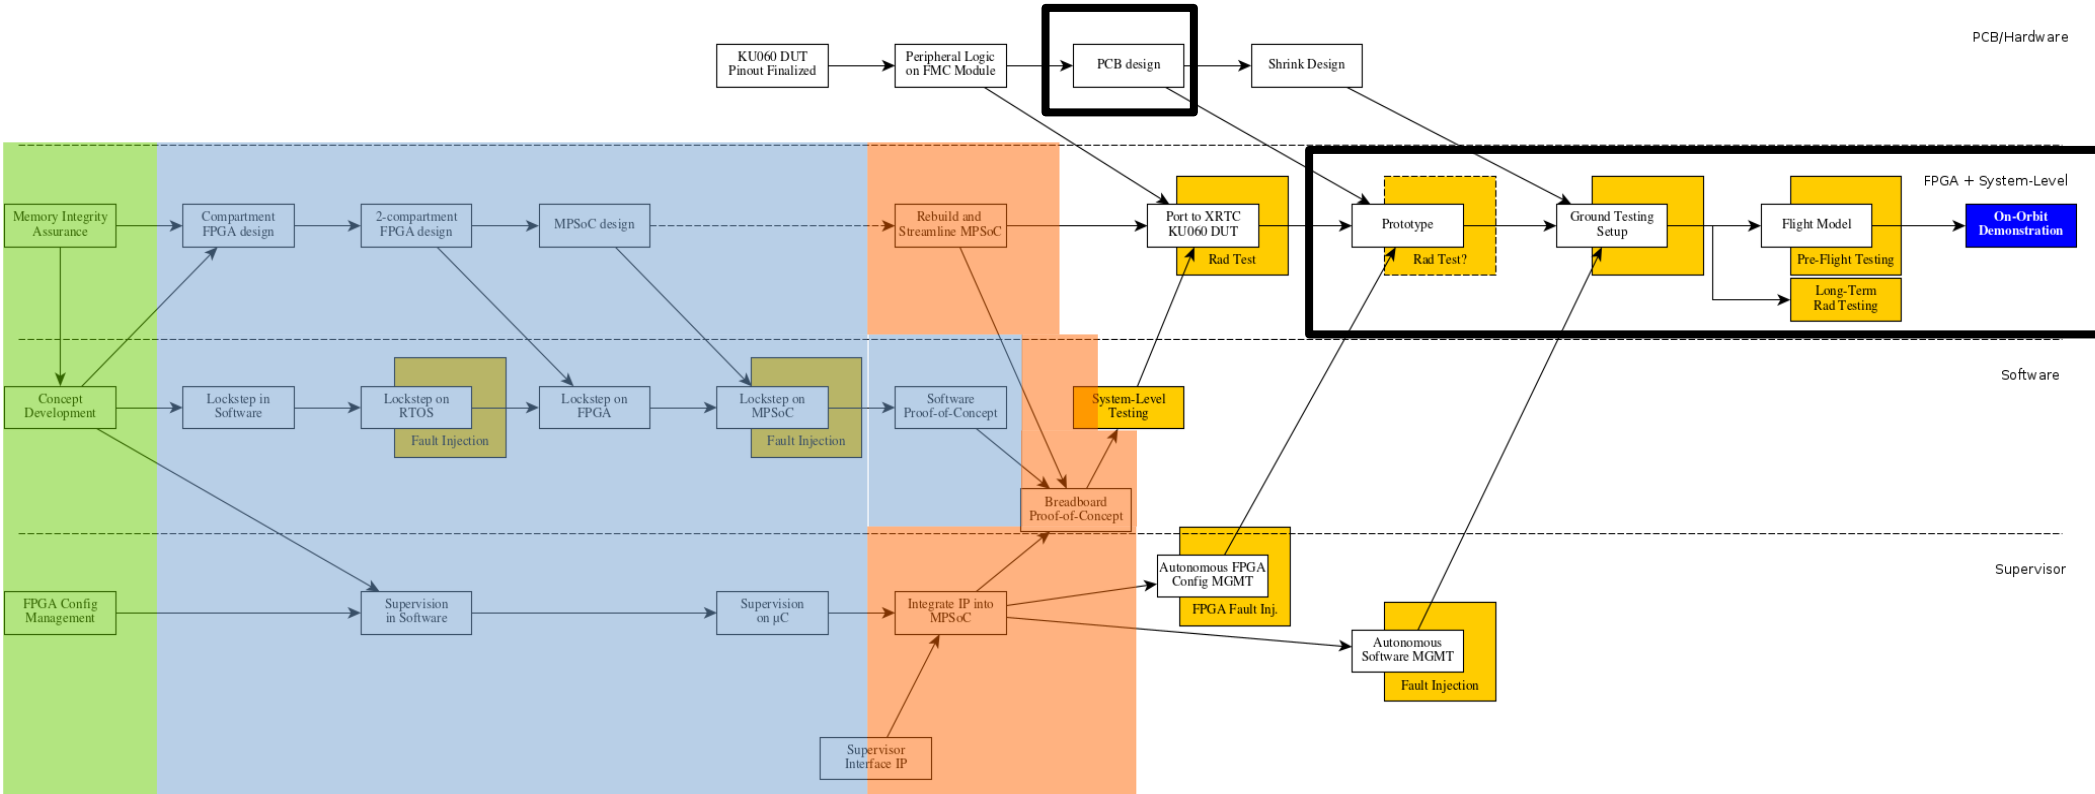 PCB/Hardware
KU060 DUT
Pinout Finalized
Peripheral Logic
on FMC Module
PCB design
Shrink Design
FPGA + System-Level
Memory Integrity
Assurance
Compartment
FPGA design
2-compartment
FPGA design
MPSoC design
Rebuild and
Streamline MPSoC
Port to XRTC
KU060 DUT
Rad Test
Prototype
Rad Test?
Ground Testing
Setup
Flight Model
Pre-Flight Testing
Long-Term
Rad Testing
On-Orbit
Demonstration
Software
Concept
Development
Lockstep in
Software
Lockstep on
RTOS
Fault Injection
Lockstep on
FPGA
Lockstep on
MPSoC
Fault Injection
Software
Proof-of-Concept
System-Level
Testing
Breadboard
Proof-of-Concept
Supervisor
FPGA Config
Management
Supervision
in Software
Supervision
on µC
Integrate IP into
MPSoC
Autonomous FPGA
Config MGMT
FPGA Fault Inj.
Autonomous
Software MGMT
Fault Injection
Supervisor
Interface IP